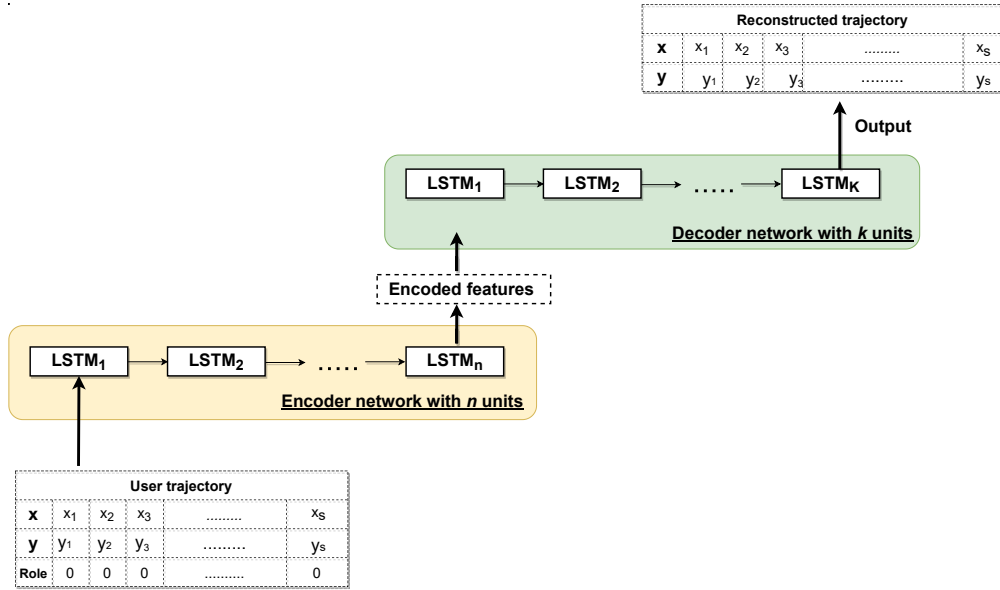 Reconstructed trajectory
x x₁ x₂ x₃ ......... xₛ
y y₁ y₂ y₃ ......... yₛ
Output
LSTM₁ LSTM₂ ..... LSTMK
Decoder network with k units
Encoded features
LSTM₁ LSTM₂ ..... LSTMₙ
Encoder network with n units
User trajectory
x x₁ x₂ x₃ ......... xₛ
y y₁ y₂ y₃ ......... yₛ
Role 0 0 0 .......... 0